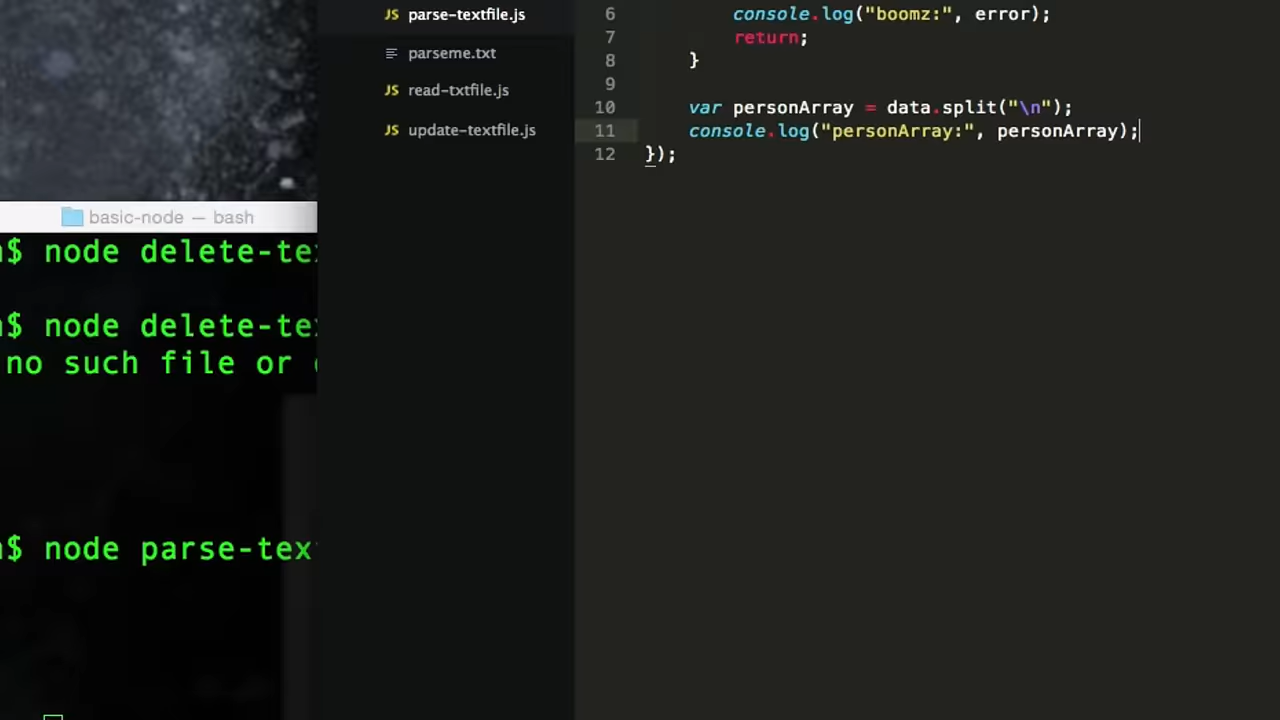 parse-textfile.js
parseme.txt
read-txtfile.js
update-textfile.js
basic-node — bash
$ node delete-te
$ node delete-te
no such file or
$ node parse-tex
6 console.log("boomz:", error);
7 return;
8 }
9
10 var personArray = data.split("\n");
11 console.log("personArray:", personArray);
12 });